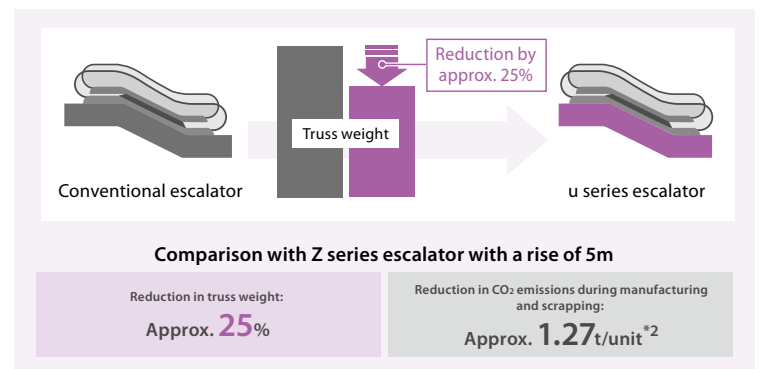 Reduction by
approx. 25%
Truss weight
Conventional escalator
u series escalator
Comparison with Z series escalator with a rise of 5m
Reduction in truss weight:
Approx. 25%
Reduction in CO₂ emissions during manufacturing
and scrapping:
Approx. 1.27t/unit*2